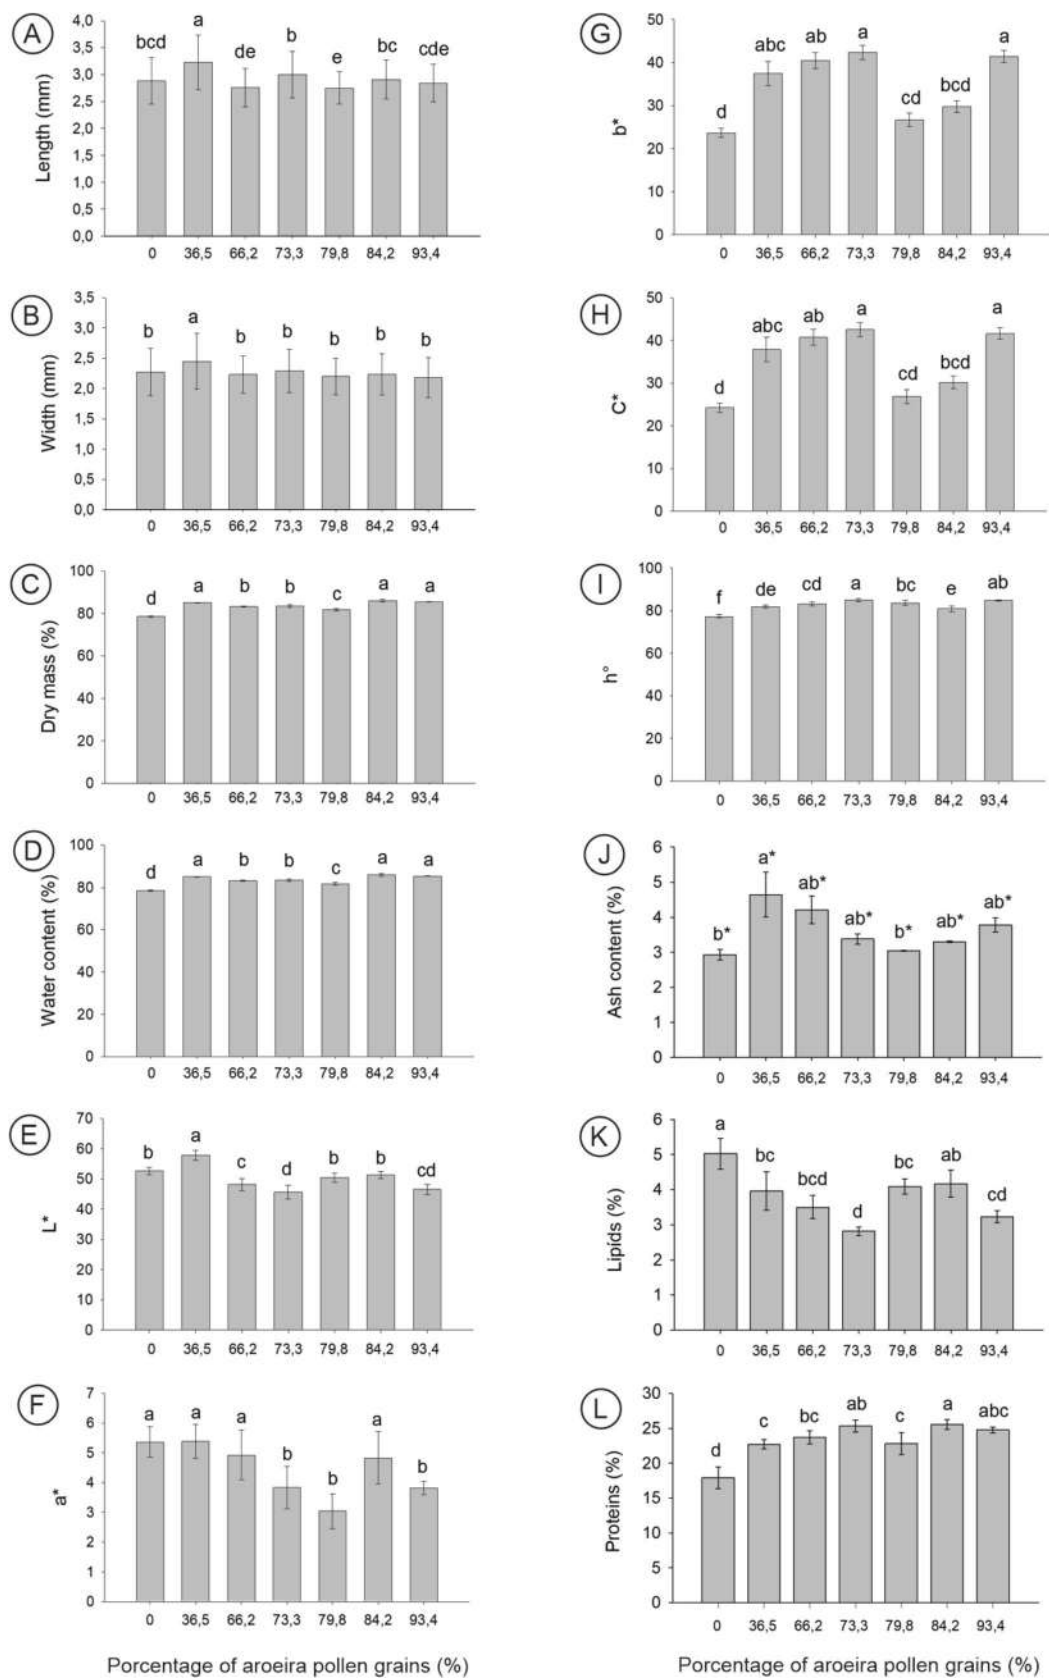 A
Length (mm)
4,0
3,5
3,0
2,5
2,0
1,5
1,0
0,5
0,0
bcd a de b e bc cde
0 36,5 66,2 73,3 79,8 84,2 93,4
B
Width (mm)
3,5
3,0
2,5
2,0
1,5
1,0
0,5
0,0
b a b b b b b
0 36,5 66,2 73,3 79,8 84,2 93,4
C
Dry mass (%)
100
80
60
40
20
0
d a b b c a a
0 36,5 66,2 73,3 79,8 84,2 93,4
D
Water content (%)
100
80
60
40
20
0
d a b b c a a
0 36,5 66,2 73,3 79,8 84,2 93,4
E
L*
70
60
50
40
30
20
10
0
b a c d b b cd
0 36,5 66,2 73,3 79,8 84,2 93,4
F
a*
7
6
5
4
3
2
1
0
a a a b b a b
0 36,5 66,2 73,3 79,8 84,2 93,4
Porcentage of aroeira pollen grains (%)
G
b*
50
40
30
20
10
0
d abc ab a cd bcd a
0 36,5 66,2 73,3 79,8 84,2 93,4
H
C*
50
40
30
20
10
0
d abc ab a cd bcd a
0 36,5 66,2 73,3 79,8 84,2 93,4
I
h°
100
80
60
40
20
0
f de cd a bc e ab
0 36,5 66,2 73,3 79,8 84,2 93,4
J
Ash content (%)
6
5
4
3
2
1
0
b* a* ab* ab* b* ab* ab*
0 36,5 66,2 73,3 79,8 84,2 93,4
K
Lipids (%)
6
5
4
3
2
1
0
a bc bcd d bc ab cd
0 36,5 66,2 73,3 79,8 84,2 93,4
L
Proteins (%)
30
25
20
15
10
5
0
d c bc ab c a abc
0 36,5 66,2 73,3 79,8 84,2 93,4
Porcentage of aroeira pollen grains (%)